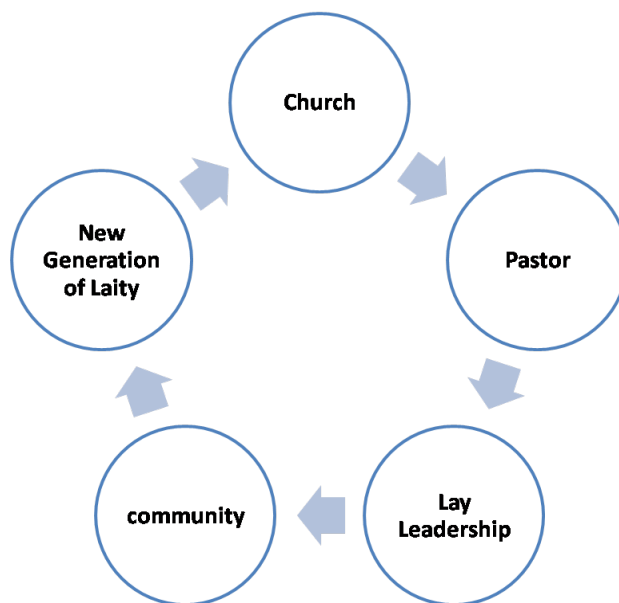 Church
Pastor
Lay
Leadership
community
New
Generation
of Laity